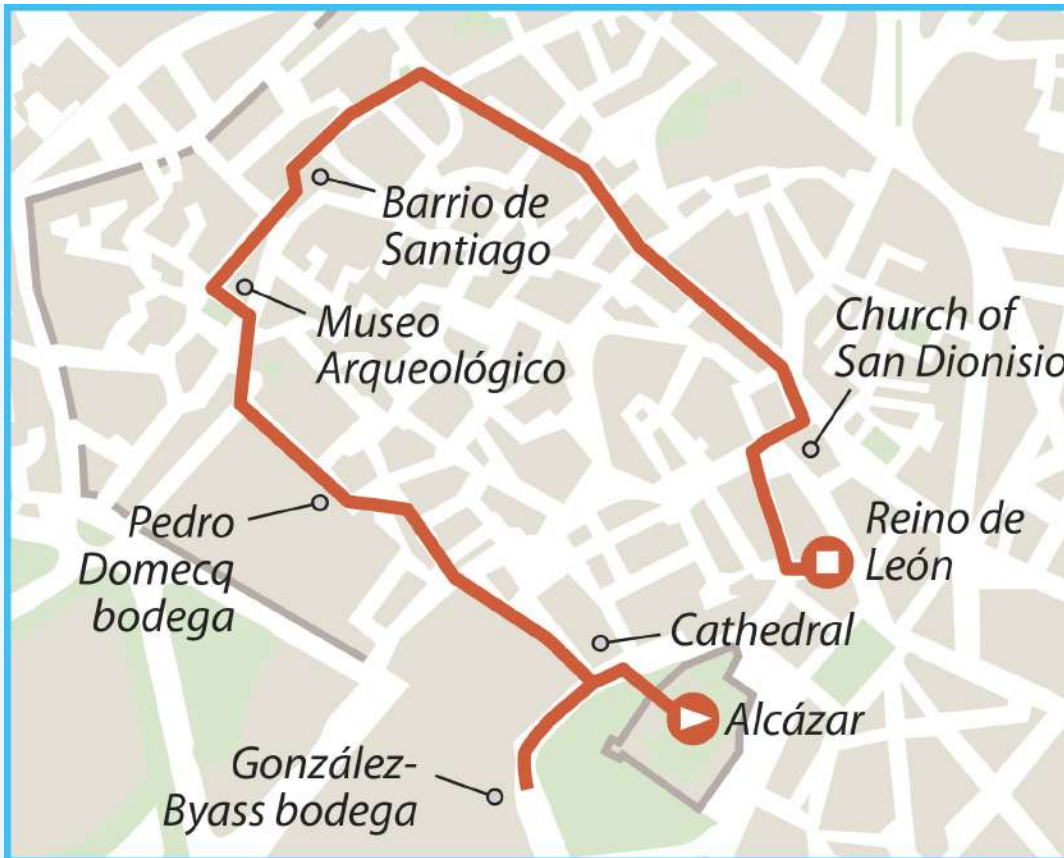 Barrio de
Santiago
Museo
Arqueológico
Church of
San Dionisio
Pedro
Domecq
bodega
Reino de
León
Cathedral
Alcázar
González-
Byass bodega